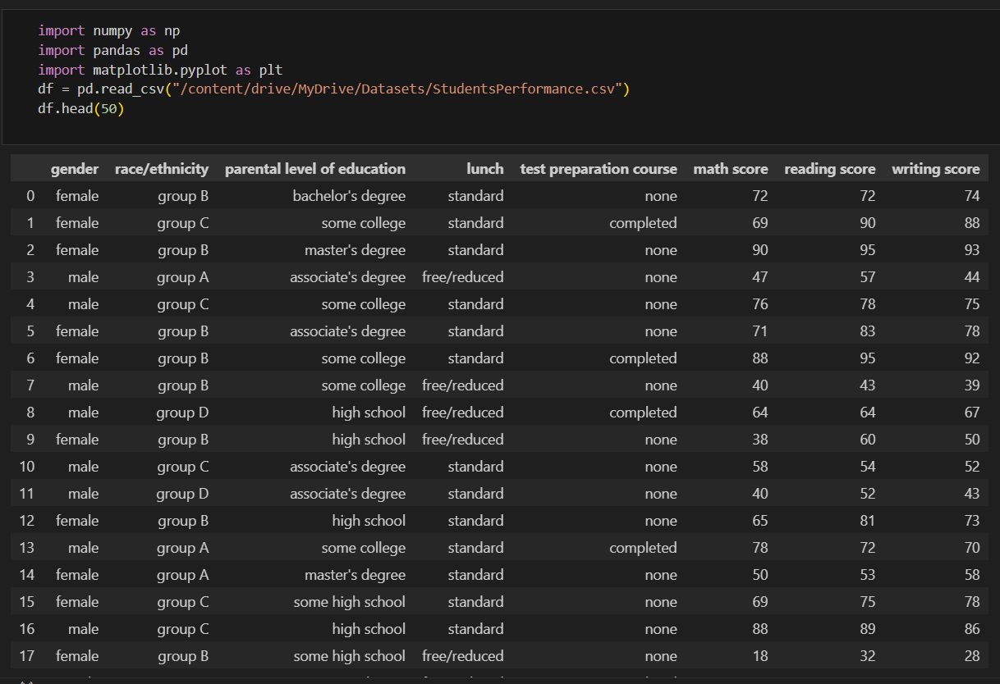 import numpy as np
import pandas as pd
import matplotlib.pyplot as plt
df = pd.read_csv("/content/drive/MyDrive/Datasets/StudentsPerformance.csv")
df.head(50)
gender race/ethnicity parental level of education lunch test preparation course math score reading score writing score
0 female group B bachelor's degree standard none 72 72 74
1 female group C some college standard completed 69 90 88
2 female group B master's degree standard none 90 95 93
3 male group A associate's degree free/reduced none 47 57 44
4 male group C some college standard none 76 78 75
5 female group B associate's degree standard none 71 83 78
6 female group B some college standard completed 88 95 92
7 male group B some college free/reduced none 40 43 39
8 male group D high school free/reduced completed 64 64 67
9 female group B high school free/reduced none 38 60 50
10 male group C associate's degree standard none 58 54 52
11 male group D associate's degree standard none 40 52 43
12 female group B high school standard none 65 81 73
13 male group A some college standard completed 78 72 70
14 female group A master's degree standard none 50 53 58
15 female group C some high school standard none 69 75 78
16 male group C high school standard none 88 89 86
17 female group B some high school free/reduced none 18 32 28